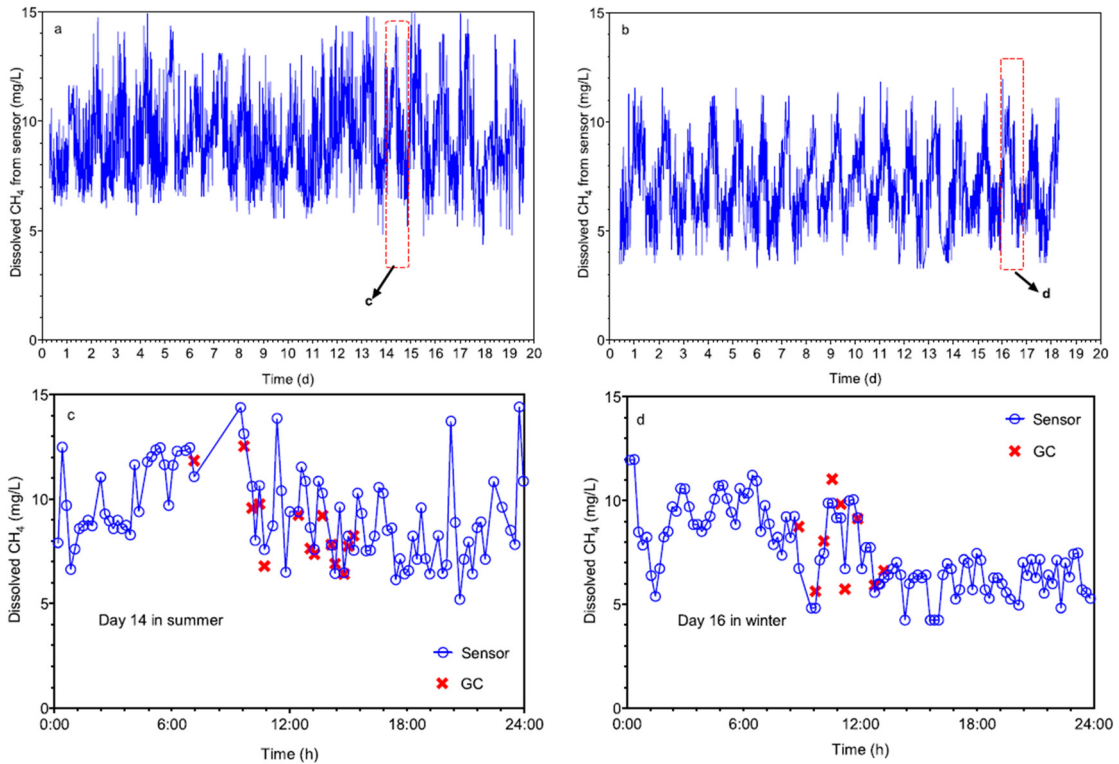 a
Dissolved CH4 from sensor (mg/L)
15
10
5
0
c
0 1 2 3 4 5 6 7 8 9 10 11 12 13 14 15 16 17 18 19 20
Time (d)
b
Dissolved CH4 from sensor (mg/L)
15
10
5
0
d
0 1 2 3 4 5 6 7 8 9 10 11 12 13 14 15 16 17 18 19 20
Time (d)
c
Dissolved CH4 (mg/L)
15
10
5
0
Day 14 in summer
Sensor
GC
0:00 6:00 12:00 18:00 24:00
Time (h)
d
Dissolved CH4 (mg/L)
15
10
5
0
Sensor
GC
Day 16 in winter
0:00 6:00 12:00 18:00 24:00
Time (h)